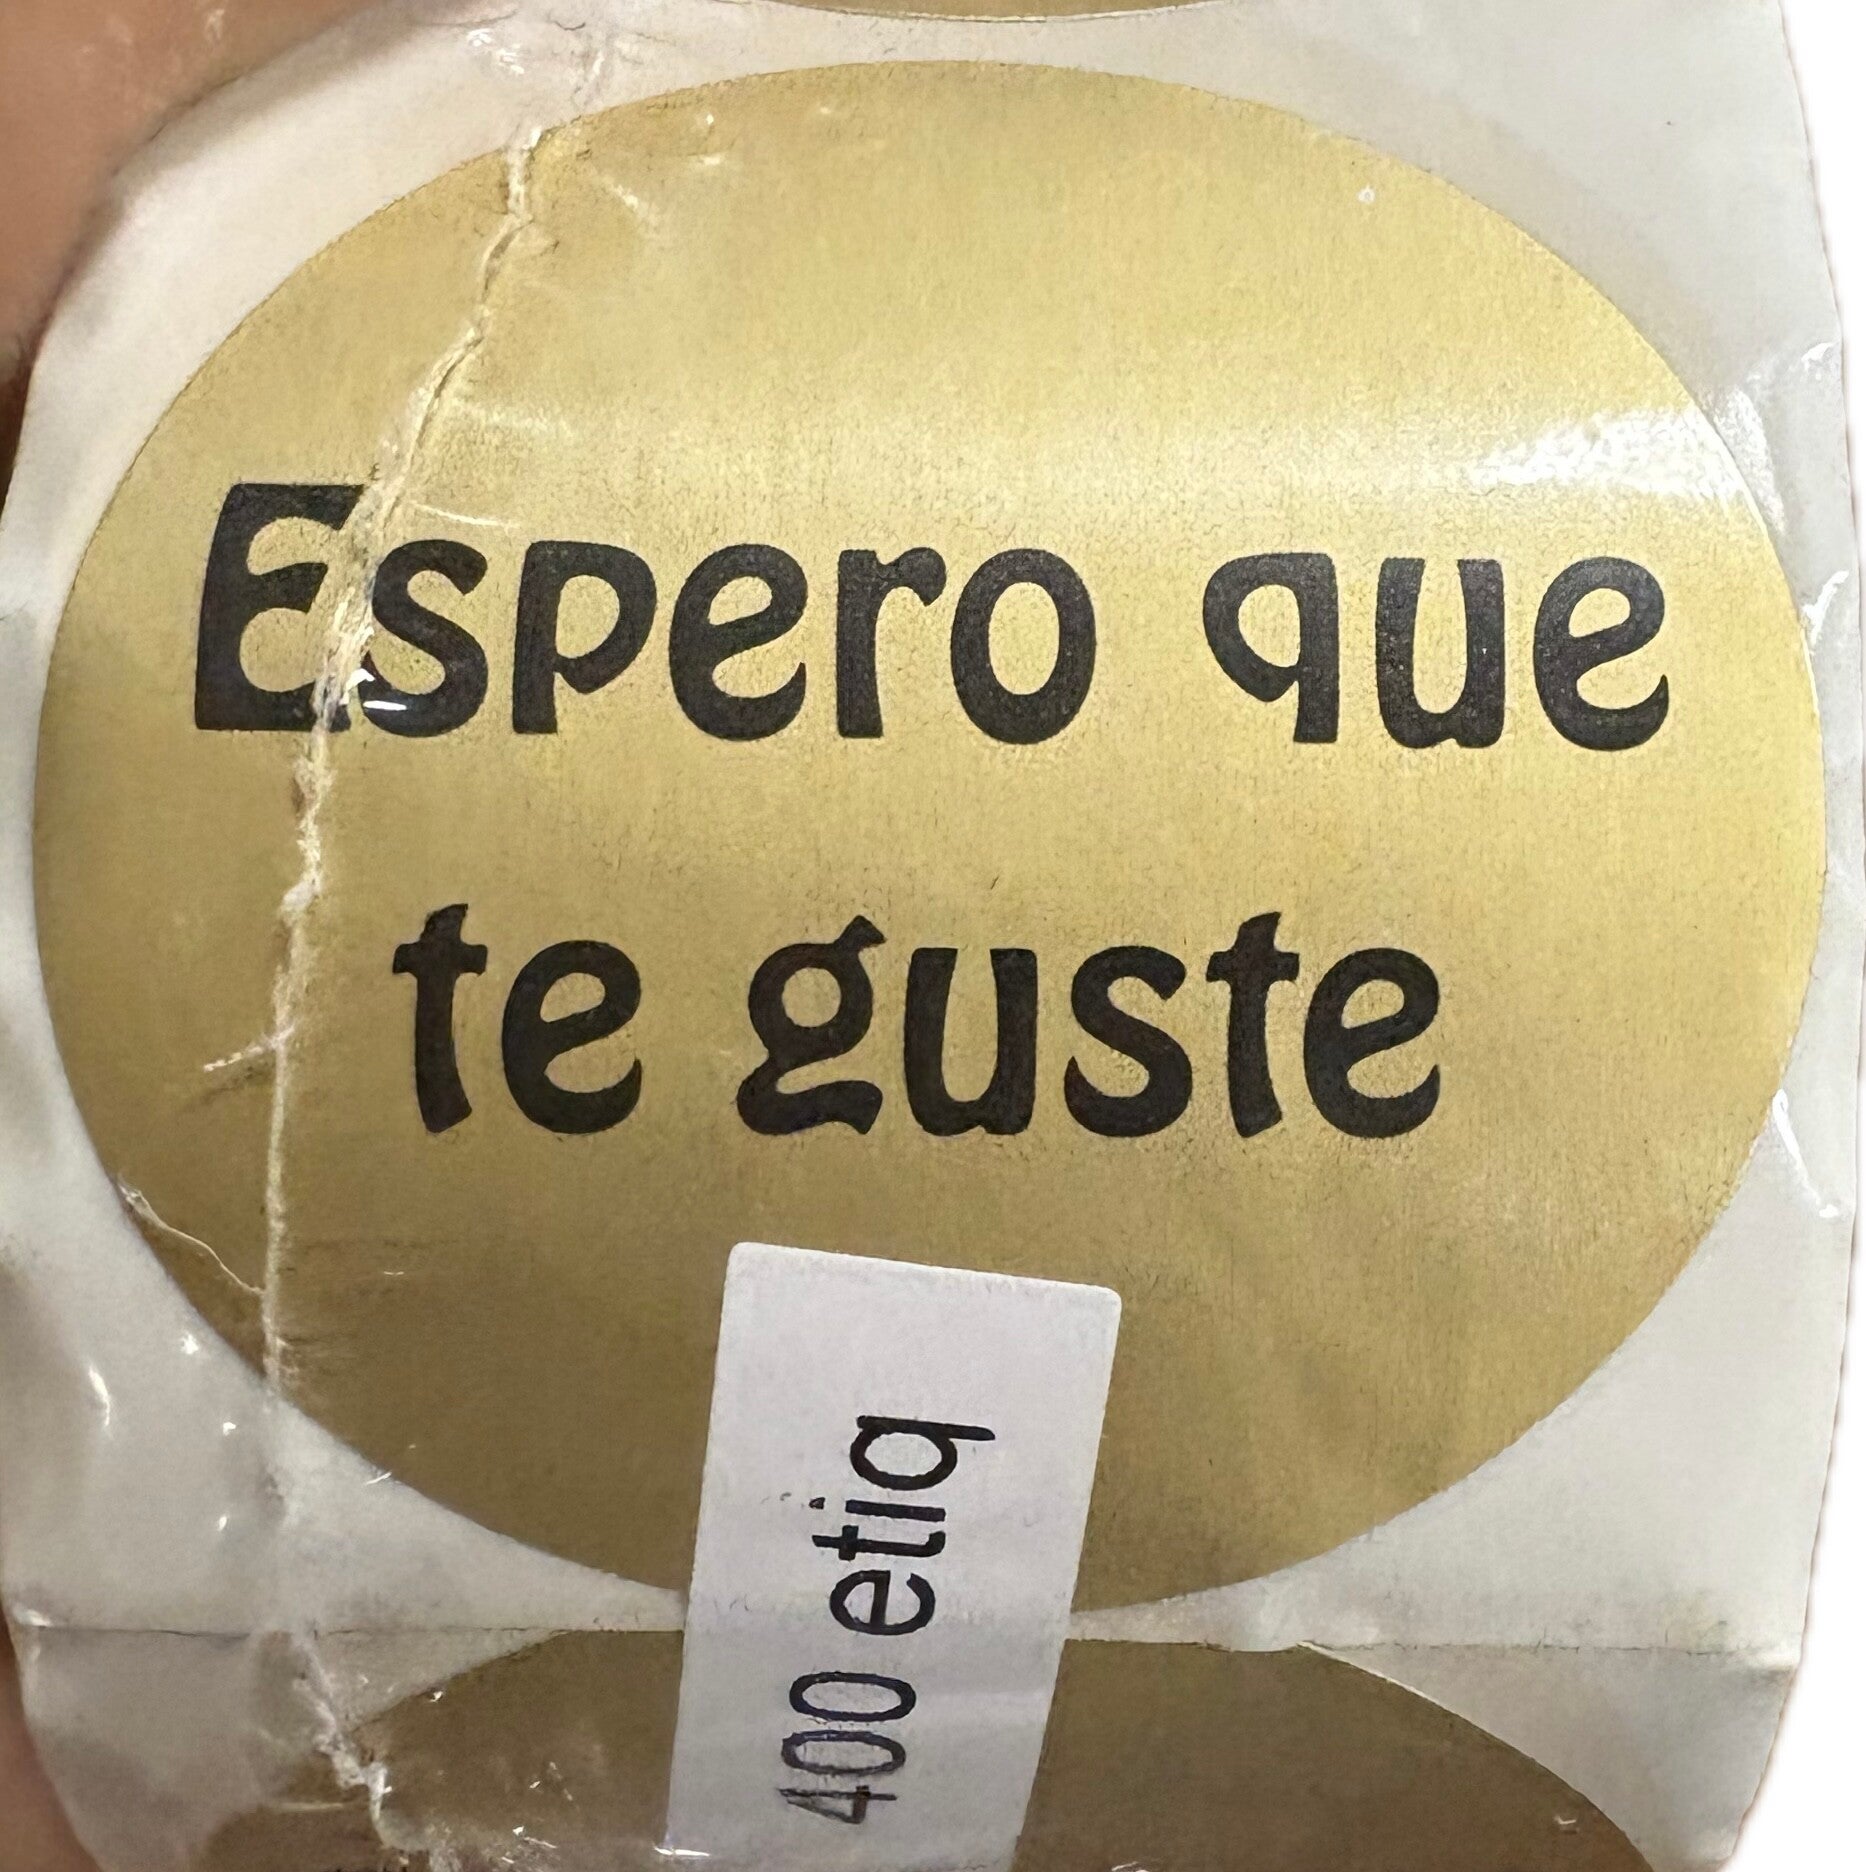 Espero que
te guste
400 etiq